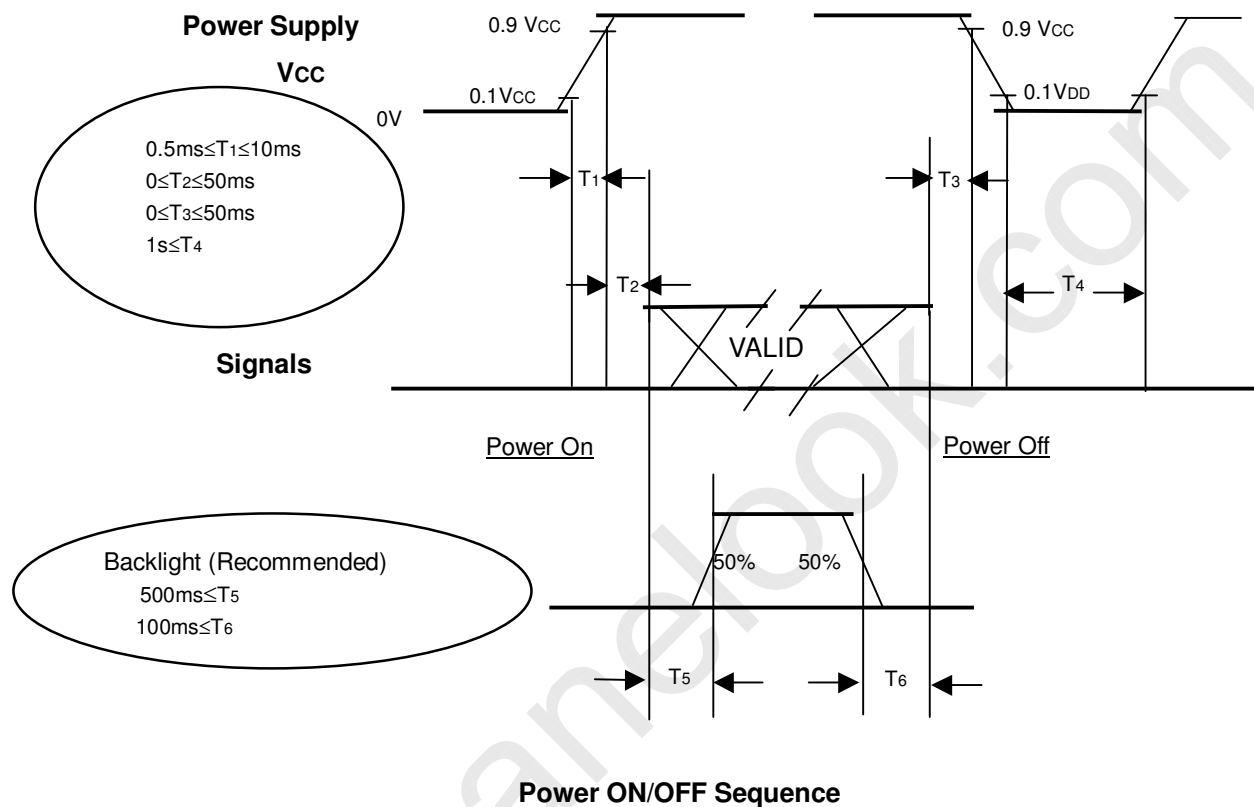 Power Supply
VCC
0.9 VCC
0.1VCC
0V
0.9 VCC
0.1VDD
0.5ms≤T1≤10ms
0≤T2≤50ms
0≤T3≤50ms
1s≤T4
T1
T3
T2
T4
Signals
VALID
Power On
Power Off
Backlight (Recommended)
500ms≤T5
100ms≤T6
50% 50%
T5
T6
Power ON/OFF Sequence
anelook.com